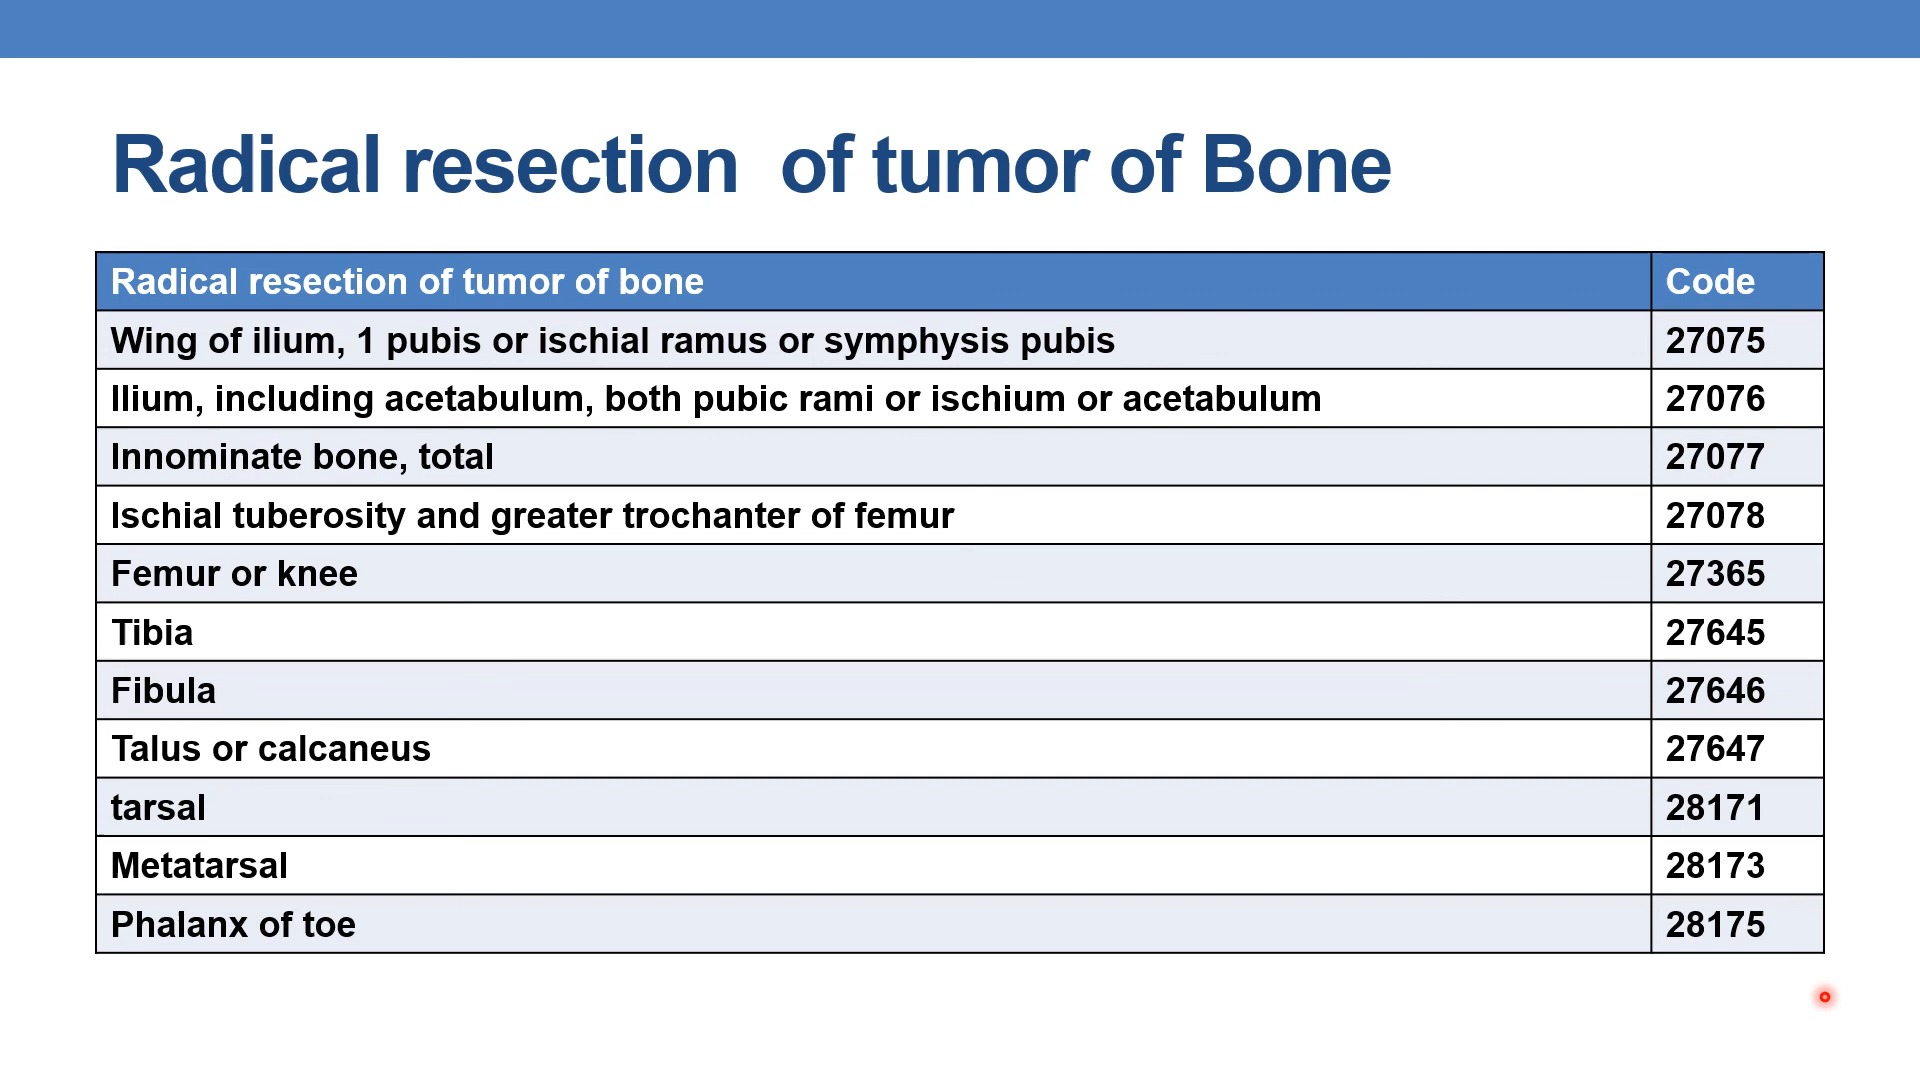 Radical resection of tumor of Bone
Radical resection of tumor of bone Code
Wing of ilium, 1 pubis or ischial ramus or symphysis pubis 27075
Ilium, including acetabulum, both pubic rami or ischium or acetabulum 27076
Innominate bone, total 27077
Ischial tuberosity and greater trochanter of femur 27078
Femur or knee 27365
Tibia 27645
Fibula 27646
Talus or calcaneus 27647
tarsal 28171
Metatarsal 28173
Phalanx of toe 28175